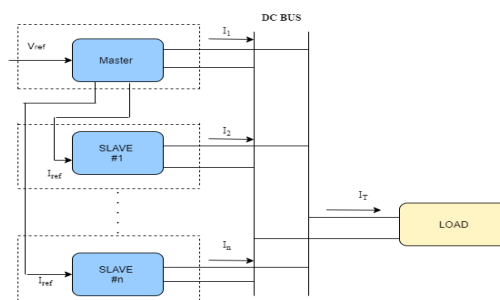 DC BUS
I1
Vref
Master
I2
SLAVE
#1
Iref
IT
LOAD
In
SLAVE
#n
Iref